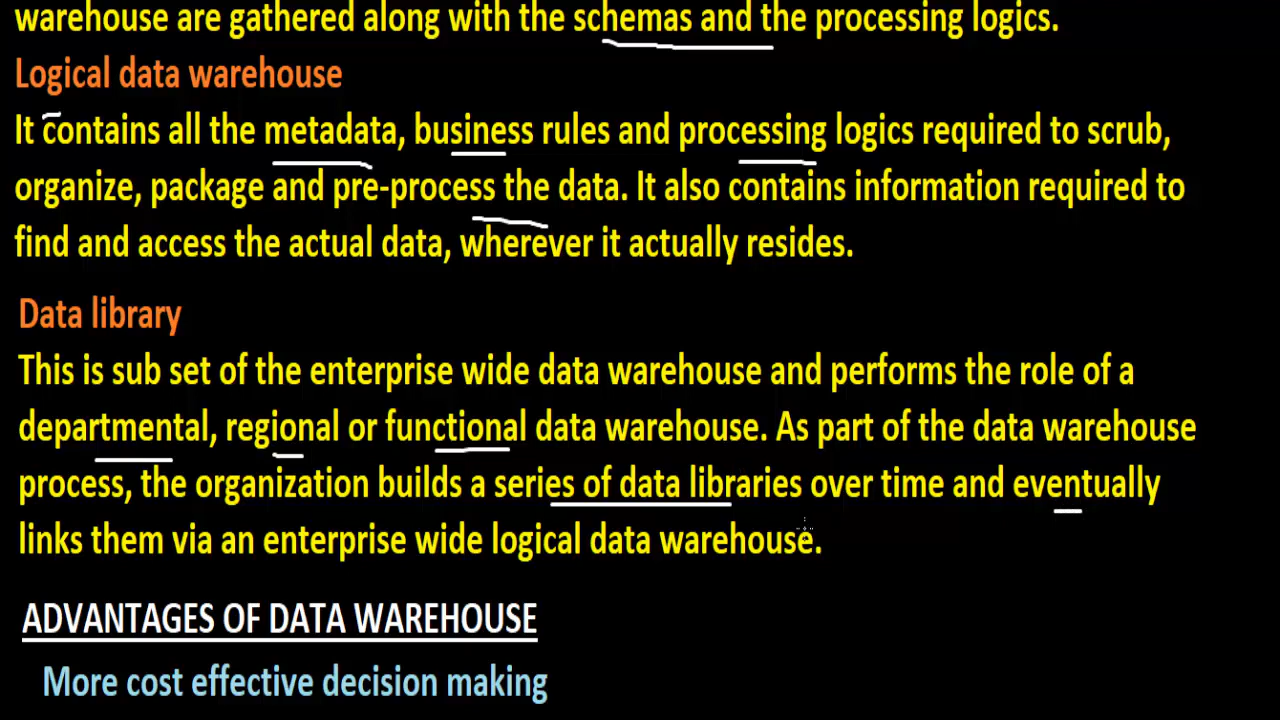 warehouse are gathered along with the schemas and the processing logics.
Logical data warehouse
It contains all the metadata, business rules and processing logics required to scrub,
organize, package and pre-process the data. It also contains information required to
find and access the actual data, wherever it actually resides.
Data library
This is sub set of the enterprise wide data warehouse and performs the role of a
departmental, regional or functional data warehouse. As part of the data warehouse
process, the organization builds a series of data libraries over time and eventually
links them via an enterprise wide logical data warehouse.
ADVANTAGES OF DATA WAREHOUSE
More cost effective decision making